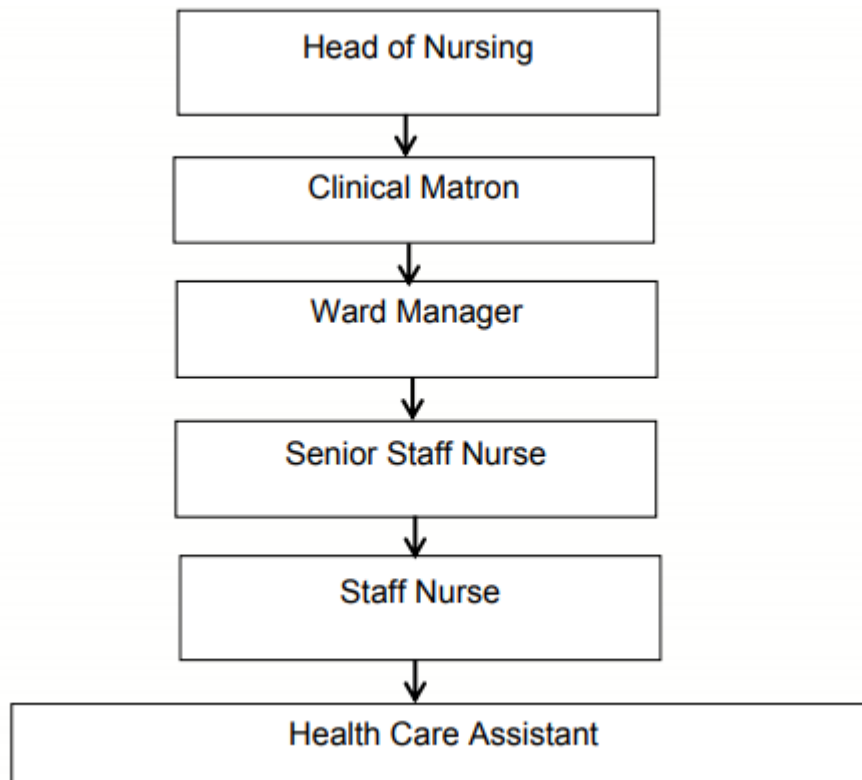 Head of Nursing
Clinical Matron
Ward Manager
Senior Staff Nurse
Staff Nurse
Health Care Assistant